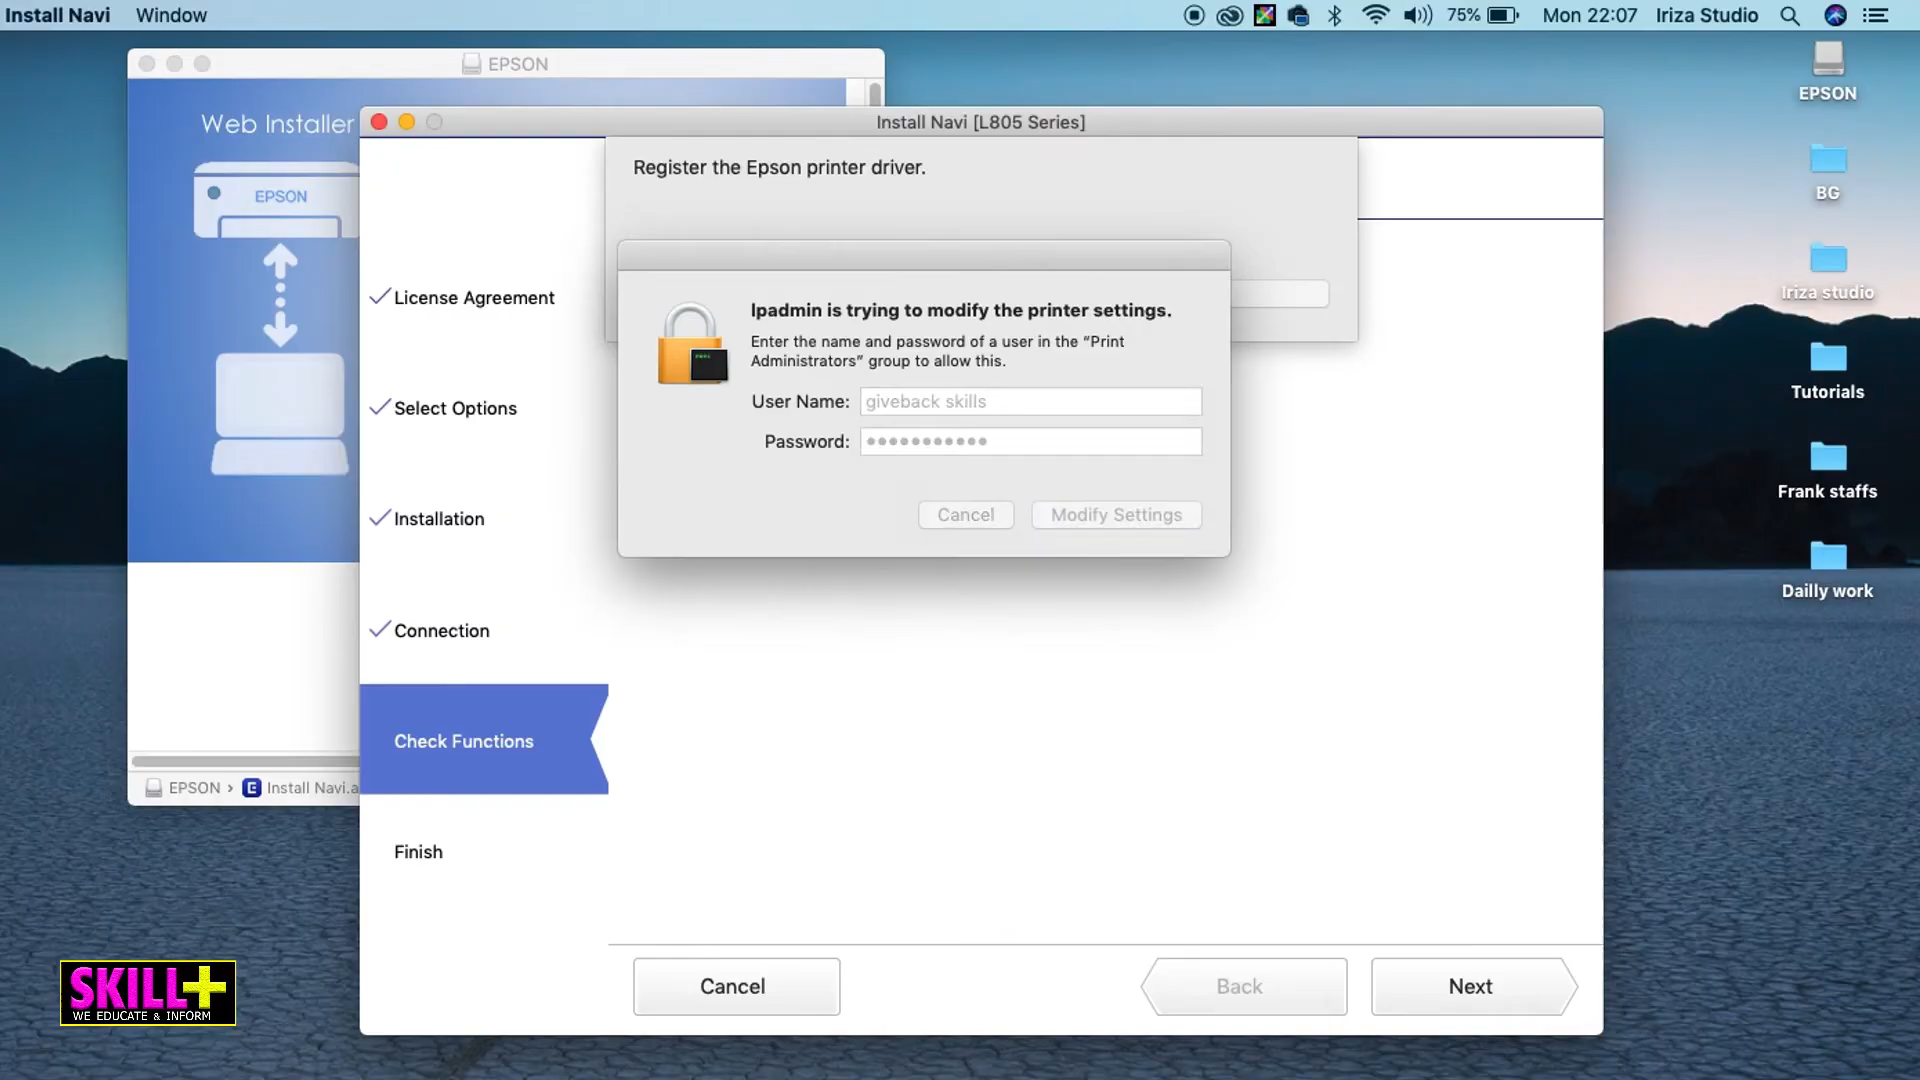 Install Navi Window
75% Mon 22:07 Iriza Studio
EPSON
Web Installer
EPSON
Install Navi [L805 Series]
Register the Epson printer driver.
License Agreement
Select Options
Installation
Connection
Check Functions
Finish
lpadmin is trying to modify the printer settings.
Enter the name and password of a user in the “Print
Administrators” group to allow this.
User Name: giveback skills
Password: •••••••••••
Cancel Modify Settings
EPSON › E Install Navi.a
Cancel Back Next
EPSON
BG
Iriza studio
Tutorials
Frank staffs
Dailly work
SKILL+
WE EDUCATE & INFORM